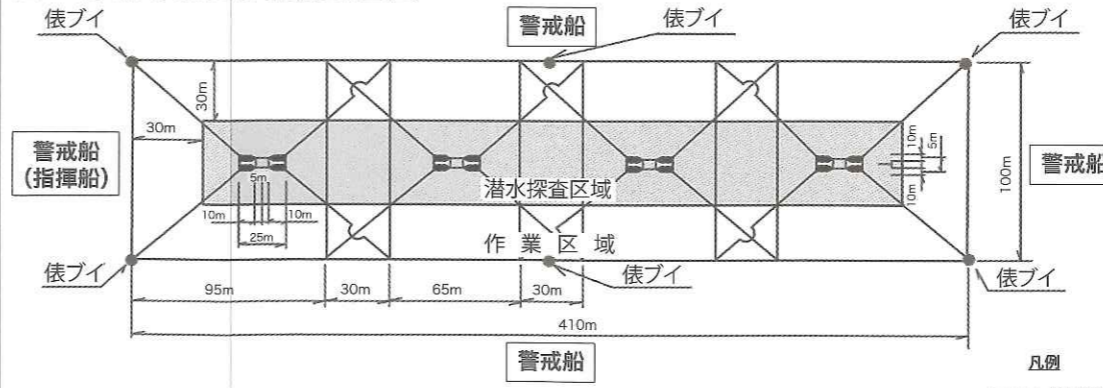 俵ブイ
警戒船
俵ブイ
俵ブイ
30m
30m
警戒船
(指揮船)
5m
10m
10m
25m
潜水探査区域
10m
5m
10m
100m
警戒船
作業区域
俵ブイ
俵ブイ
俵ブイ
95m
30m
65m
30m
410m
警戒船
凡例